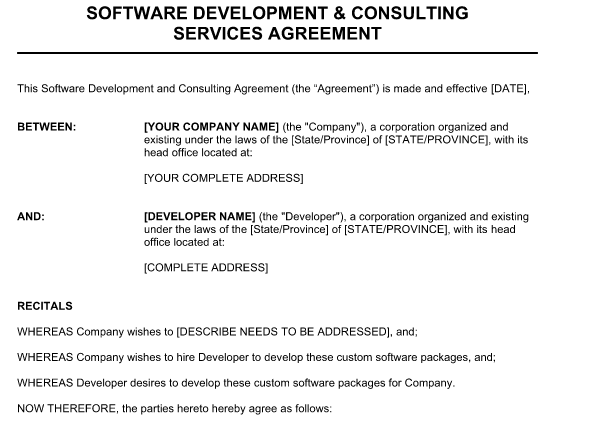 SOFTWARE DEVELOPMENT & CONSULTING
SERVICES AGREEMENT
This Software Development and Consulting Agreement (the “Agreement”) is made and effective [DATE],
BETWEEN: [YOUR COMPANY NAME] (the "Company"), a corporation organized and
existing under the laws of the [State/Province] of [STATE/PROVINCE], with its
head office located at:
[YOUR COMPLETE ADDRESS]
AND: [DEVELOPER NAME] (the "Developer"), a corporation organized and existing
under the laws of the [State/Province] of [STATE/PROVINCE], with its head
office located at:
[COMPLETE ADDRESS]
RECITALS
WHEREAS Company wishes to [DESCRIBE NEEDS TO BE ADDRESSED], and;
WHEREAS Company wishes to hire Developer to develop these custom software packages, and;
WHEREAS Developer desires to develop these custom software packages for Company.
NOW THEREFORE, the parties hereto hereby agree as follows: